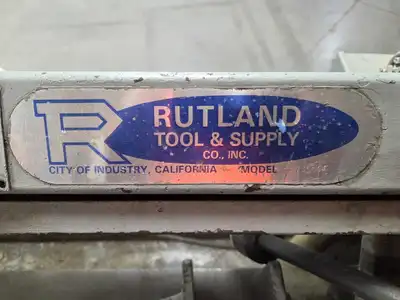 R
RUTLAND
TOOL & SUPPLY
CO., INC.
CITY OF INDUSTRY, CALIFORNIA MODEL